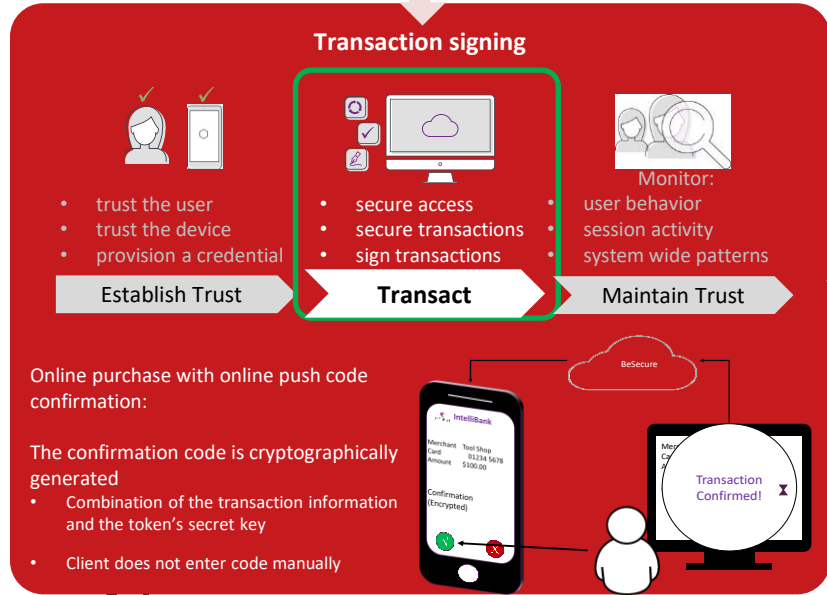 Transaction signing
• trust the user
• trust the device
• provision a credential
• secure access
• secure transactions
• sign transactions
Monitor:
• user behavior
• session activity
• system wide patterns
Establish Trust
Transact
Maintain Trust
Online purchase with online push code
confirmation:
The confirmation code is cryptographically
generated
• Combination of the transaction information
and the token's secret key
• Client does not enter code manually
BeSecure
IntelliBank
Merchant Tool Shop
Card 01234 5678
Amount $100.00
Confirmation
(Encrypted)
X
Transaction
Confirmed!